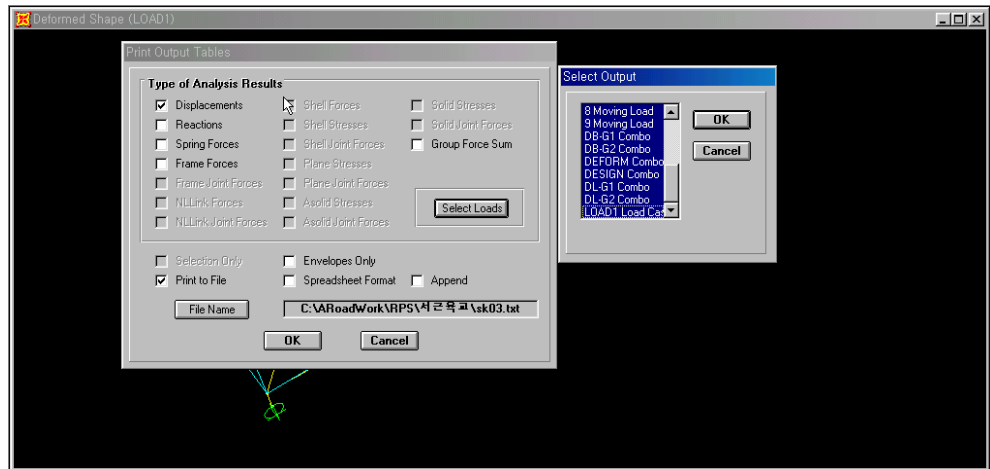 Deformed Shape (LOAD1)
Print Output Tables
Type of Analysis Results
Displacements
Shell Forces
Solid Stresses
Reactions
Shell Stresses
Solid Joint Forces
Spring Forces
Shell Joint Forces
Group Force Sum
Frame Forces
Plane Stresses
Frame Joint Forces
Plane Joint Forces
NLLink Forces
Asolid Stresses
Select Loads
NLLink Joint Forces
Asolid Joint Forces
Selection Only
Envelopes Only
Print to File
Spreadsheet Format
Append
File Name
C:\ARoadWork\RPS\서근육교\sk03.txt
OK
Cancel
Select Output
8 Moving Load
9 Moving Load
DB-G1 Combo
DB-G2 Combo
DEFORM Combo
DESIGN Combo
DL-G1 Combo
DL-G2 Combo
LOAD1 Load Cas
OK
Cancel